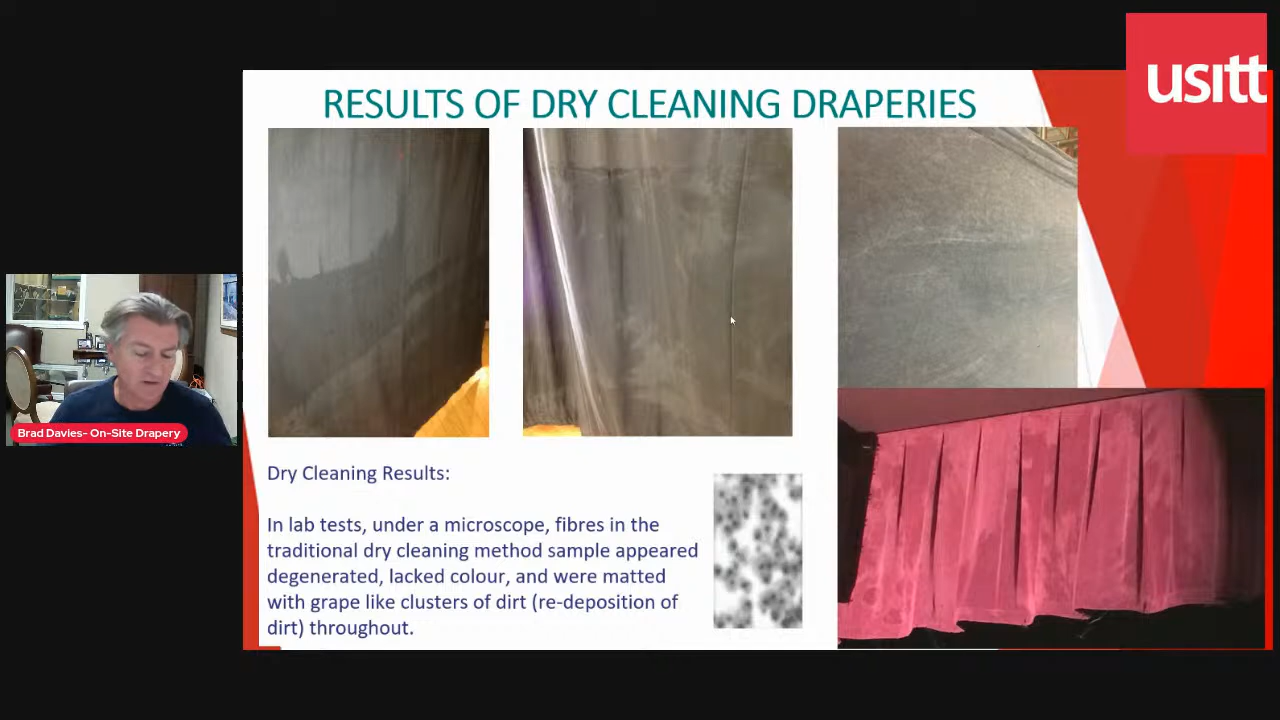 usitt
RESULTS OF DRY CLEANING DRAPERIES
Brad Davies- On-Site Drapery
Dry Cleaning Results:
In lab tests, under a microscope, fibres in the
traditional dry cleaning method sample appeared
degenerated, lacked colour, and were matted
with grape like clusters of dirt (re-deposition of
dirt) throughout.